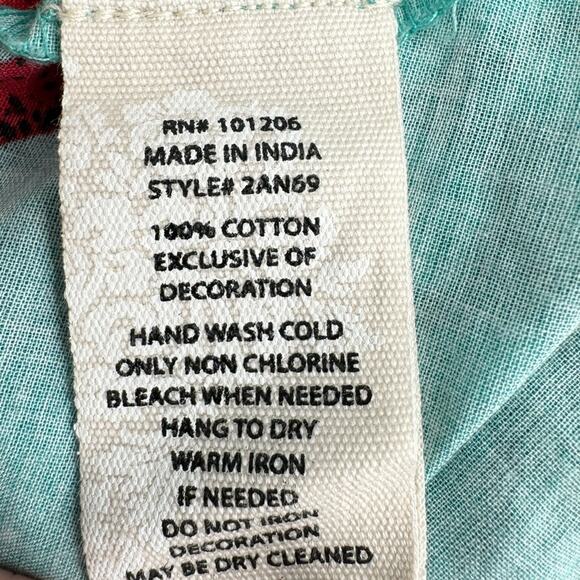 RN# 101206
MADE IN INDIA
STYLE# 2AN69
100% COTTON
EXCLUSIVE OF
DECORATION
HAND WASH COLD
ONLY NON CHLORINE
BLEACH WHEN NEEDED
HANG TO DRY
WARM IRON
IF NEEDED
DO NOT IRON
DECORATION
MAY BE DRY CLEANED